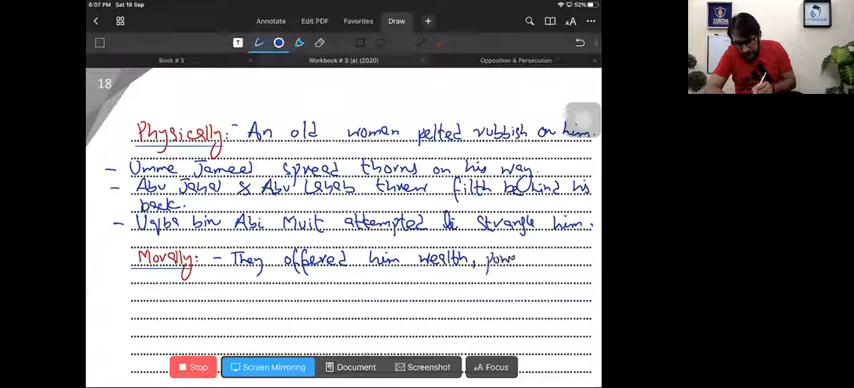 6:07 PM Sat 19 Sep
52%
Annotate Edit PDF Favorites Draw
T
Book # 3 Workbook # 3 (a) (2020) Opposition & Persecution
18
Physically:- An old woman pelted rubbish on him.
- Umme Jameel spread thorns on his way
- Abu Jahal & Abu Lahab threw filth behind his
back.
- Uqba bin Abi Muit attempted to strangle him.
Morally: - They offered him wealth, powe
Stop Screen Mirroring Document Screenshot AA Focus